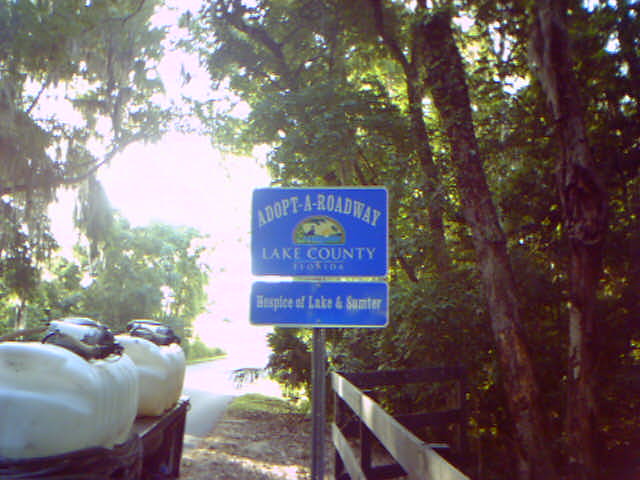 ADOPT-A-ROADWAY
LAKE COUNTY
FLORIDA
Hospice of Lake & Sumter